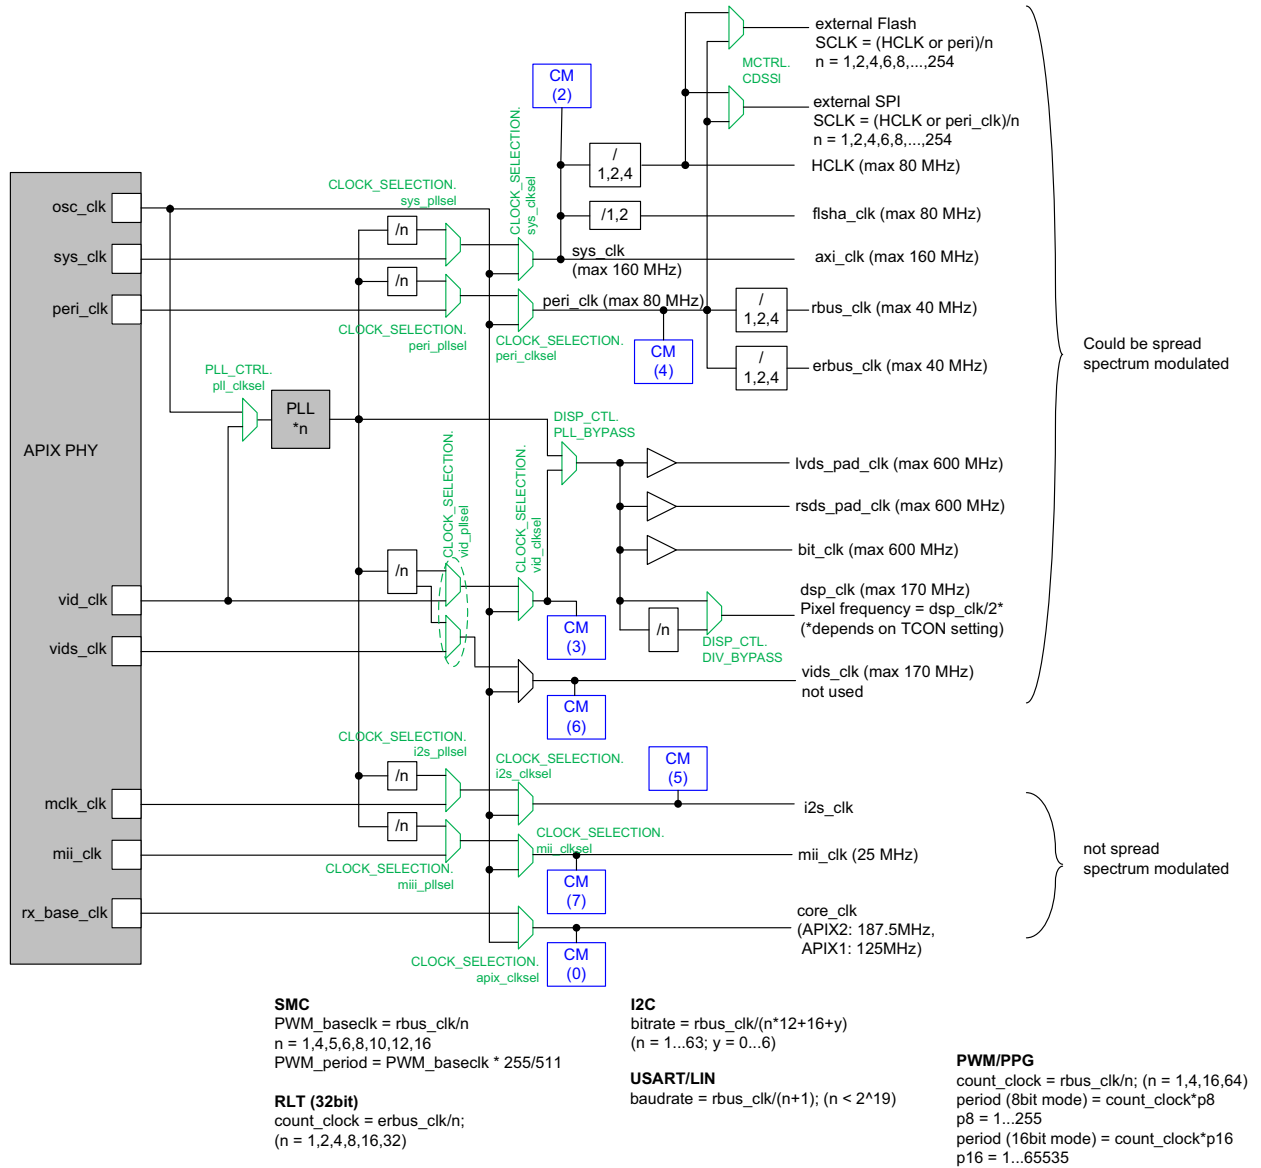 external Flash
SCLK = (HCLK or peri)/n
n = 1,2,4,6,8,...,254
MCTRL.
CDSSI
CM
(2)
external SPI
SCLK = (HCLK or peri_clk)/n
n = 1,2,4,6,8,...,254
/
1,2,4
HCLK (max 80 MHz)
CLOCK_SELECTION.
sys_pllsel
CLOCK_SELECTION.
sys_clksel
osc_clk
/n
/1,2
flsha_clk (max 80 MHz)
sys_clk
sys_clk
(max 160 MHz)
axi_clk (max 160 MHz)
/n
peri_clk
peri_clk (max 80 MHz)
/
1,2,4
rbus_clk (max 40 MHz)
CLOCK_SELECTION.
peri_pllsel
CLOCK_SELECTION.
peri_clksel
CM
(4)
/
1,2,4
erbus_clk (max 40 MHz)
Could be spread
spectrum modulated
PLL_CTRL.
pll_clksel
PLL
*n
DISP_CTL.
PLL_BYPASS
APIX PHY
CLOCK_SELECTION.
vid_pllsel
CLOCK_SELECTION.
vid_clksel
lvds_pad_clk (max 600 MHz)
rsds_pad_clk (max 600 MHz)
bit_clk (max 600 MHz)
/n
vid_clk
dsp_clk (max 170 MHz)
Pixel frequency = dsp_clk/2*
(*depends on TCON setting)
CM
(3)
/n
DISP_CTL.
DIV_BYPASS
vids_clk
vids_clk (max 170 MHz)
not used
CM
(6)
CLOCK_SELECTION.
i2s_pllsel
CLOCK_SELECTION.
i2s_clksel
CM
(5)
/n
mclk_clk
i2s_clk
/n
CLOCK_SELECTION.
mii_clksel
mii_clk
mii_clk (25 MHz)
not spread
spectrum modulated
CLOCK_SELECTION.
miii_pllsel
CM
(7)
rx_base_clk
core_clk
(APIX2: 187.5MHz,
APIX1: 125MHz)
CLOCK_SELECTION.
apix_clksel
CM
(0)
SMC
PWM_baseclk = rbus_clk/n
n = 1,4,5,6,8,10,12,16
PWM_period = PWM_baseclk * 255/511
RLT (32bit)
count_clock = erbus_clk/n;
(n = 1,2,4,8,16,32)
I2C
bitrate = rbus_clk/(n*12+16+y)
(n = 1...63; y = 0...6)
USART/LIN
baudrate = rbus_clk/(n+1); (n < 2^19)
PWM/PPG
count_clock = rbus_clk/n; (n = 1,4,16,64)
period (8bit mode) = count_clock*p8
p8 = 1...255
period (16bit mode) = count_clock*p16
p16 = 1...65535